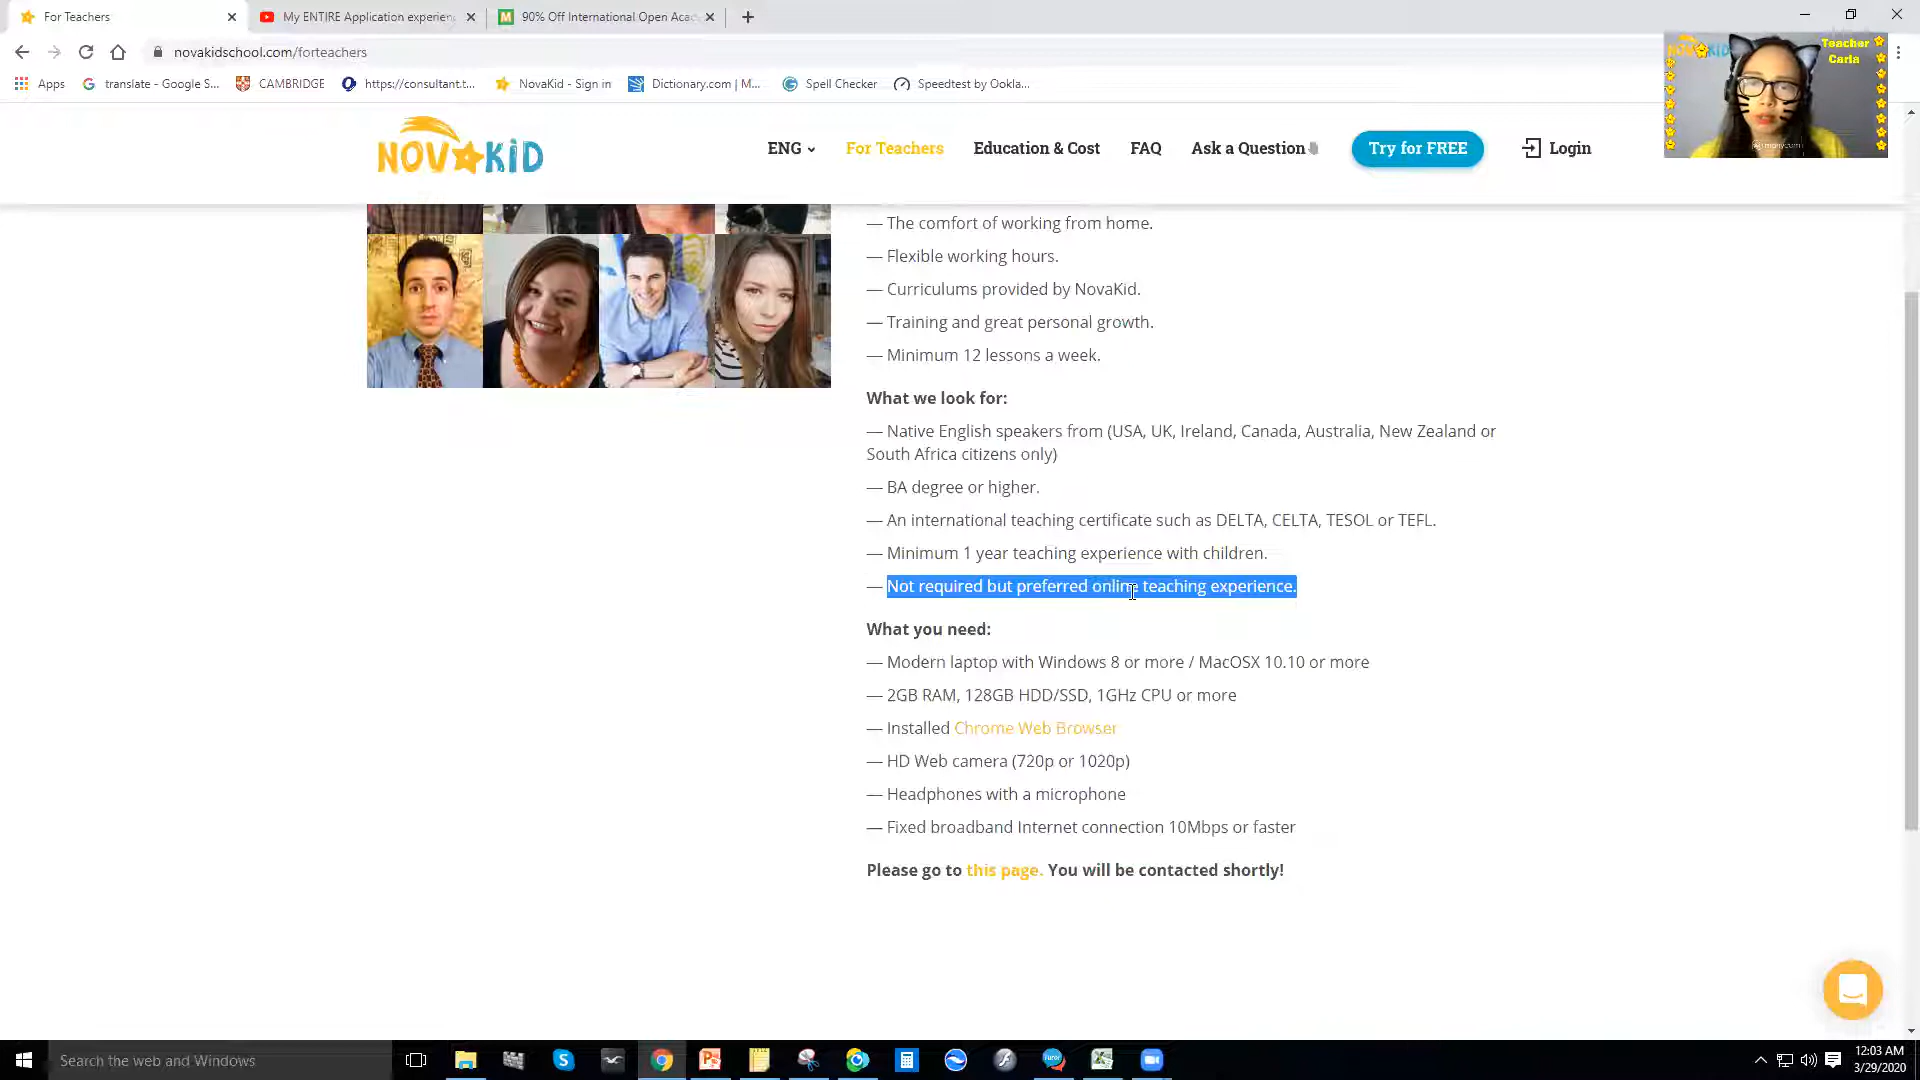 For Teachers
My ENTIRE Application experienc
90% Off International Open Aca
novakidschool.com/forteachers
Apps
translate - Google S...
CAMBRIDGE
https://consultant.t...
NovaKid - Sign in
Dictionary.com | M...
Spell Checker
Speedtest by Ookla...
Teacher
Carla
NOVAKID
ENG
For Teachers
Education & Cost
FAQ
Ask a Question
Try for FREE
Login
— The comfort of working from home.
— Flexible working hours.
— Curriculums provided by NovaKid.
— Training and great personal growth.
— Minimum 12 lessons a week.
What we look for:
— Native English speakers from (USA, UK, Ireland, Canada, Australia, New Zealand or
South Africa citizens only)
— BA degree or higher.
— An international teaching certificate such as DELTA, CELTA, TESOL or TEFL.
— Minimum 1 year teaching experience with children.
— Not required but preferred online teaching experience.
What you need:
— Modern laptop with Windows 8 or more / MacOSX 10.10 or more
— 2GB RAM, 128GB HDD/SSD, 1GHz CPU or more
— Installed Chrome Web Browser
— HD Web camera (720p or 1020p)
— Headphones with a microphone
— Fixed broadband Internet connection 10Mbps or faster
Please go to this page. You will be contacted shortly!
Search the web and Windows
12:03 AM
3/29/2020